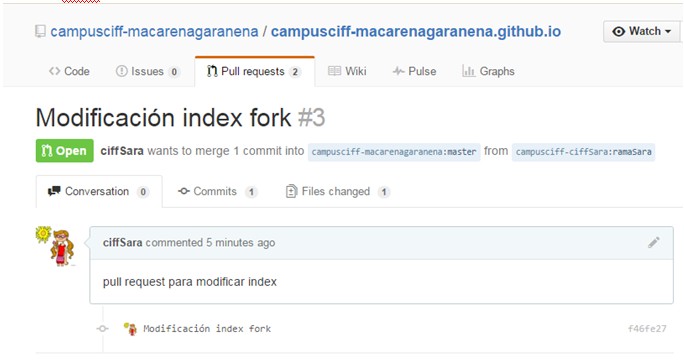 campusciff-macarenagaranena / campusciff-macarenagaranena.github.io
Watch
Code Issues 0 Pull requests 2 Wiki Pulse Graphs
Modificación index fork #3
Open ciffSara wants to merge 1 commit into campusciff-macarenagaranena:master from campusciff-ciffSara:ramaSara
Conversation 0 Commits 1 Files changed 1
ciffSara commented 5 minutes ago
pull request para modificar index
Modificación index fork f46fe27